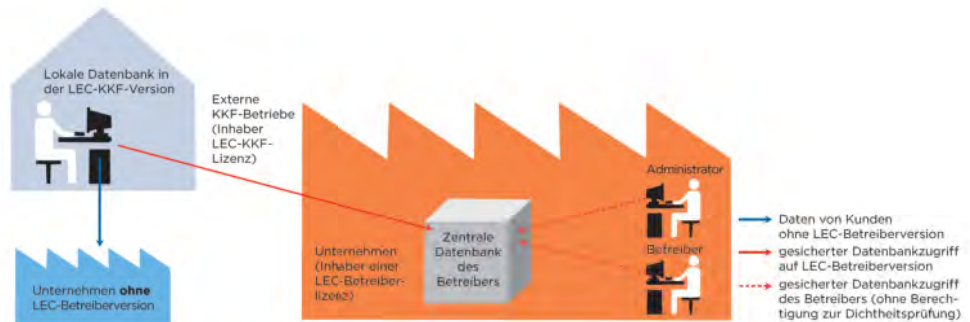 Lokale Datenbank in
der LEC-KKF-Version
Externe
KKF-Betriebe
(Inhaber
LEC-KKF-
Lizenz)
Unternehmen ohne
LEC-Betreiberversion
Unternehmen
(Inhaber einer
LEC-Betreiber-
lizenz)
Zentrale
Datenbank
des
Betreibers
Administrator
Betreiber
Daten von Kunden
ohne LEC-Betreiberversion
gesicherter Datenbankzugriff
auf LEC-Betreiberversion
gesicherter Datenbankzugriff
des Betreibers (ohne Berech-
tigung zur Dichtheitsprüfung)